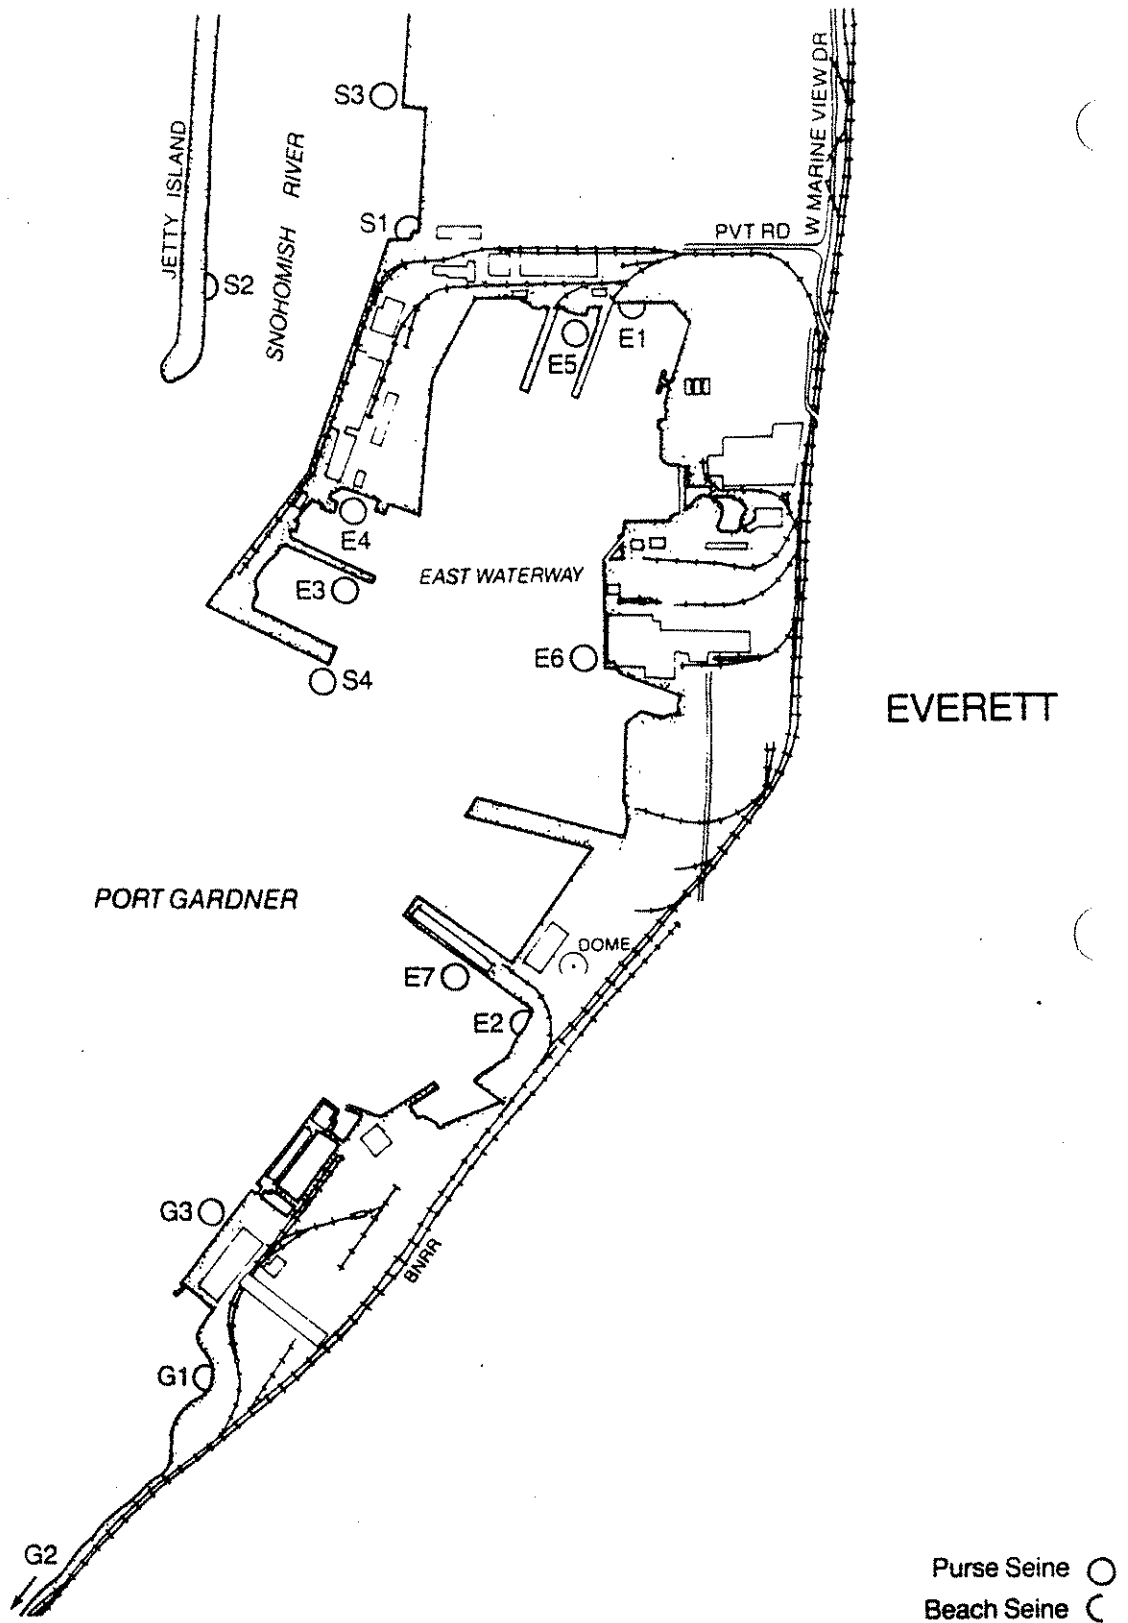 S3
W MARINE VIEW DR
JETTY ISLAND
SNOHOMISH RIVER
S1
PVT RD
S2
E1
E5
E4
EAST WATERWAY
E3
E6
S4
EVERETT
PORT GARDNER
DOME
E7
E2
G3
BNRR
G1
G2
Purse Seine
Beach Seine